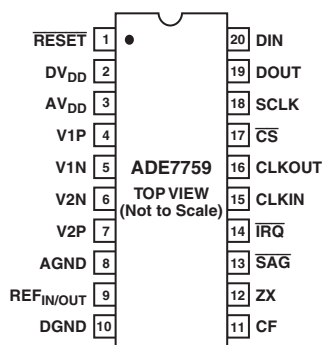 RESET 1
DVDD 2
AVDD 3
V1P 4
V1N 5
V2N 6
V2P 7
AGND 8
REFIN/OUT 9
DGND 10
ADE7759
TOP VIEW
(Not to Scale)
20 DIN
19 DOUT
18 SCLK
17 CS
16 CLKOUT
15 CLKIN
14 IRQ
13 SAG
12 ZX
11 CF